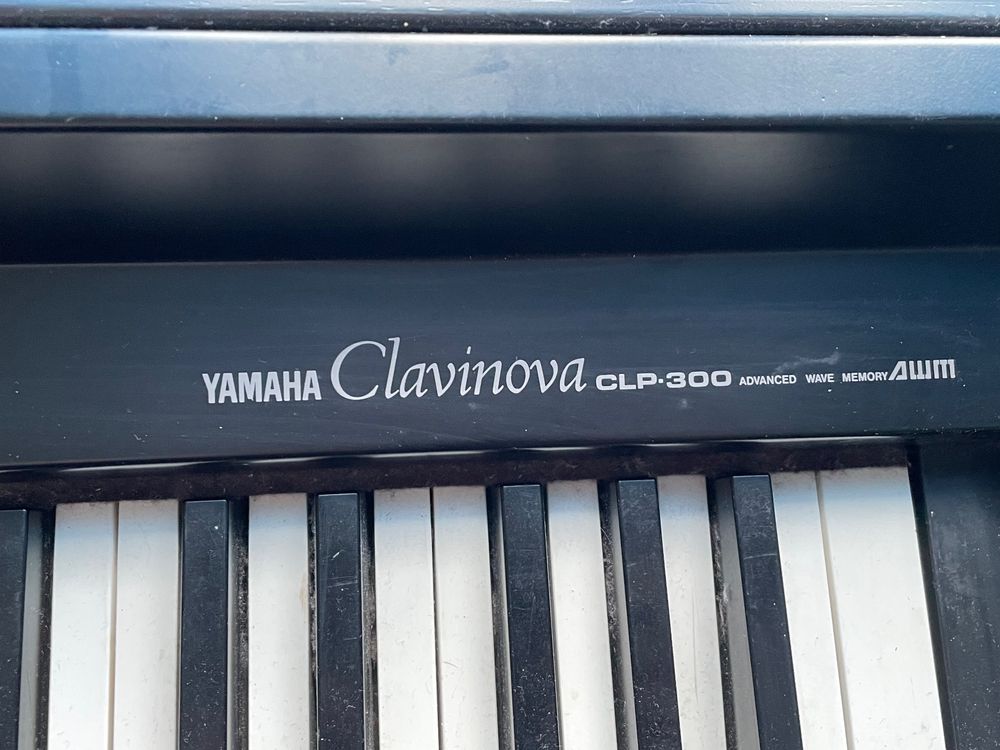 YAMAHA Clavinova CLP·300 ADVANCED WAVE MEMORY AWM